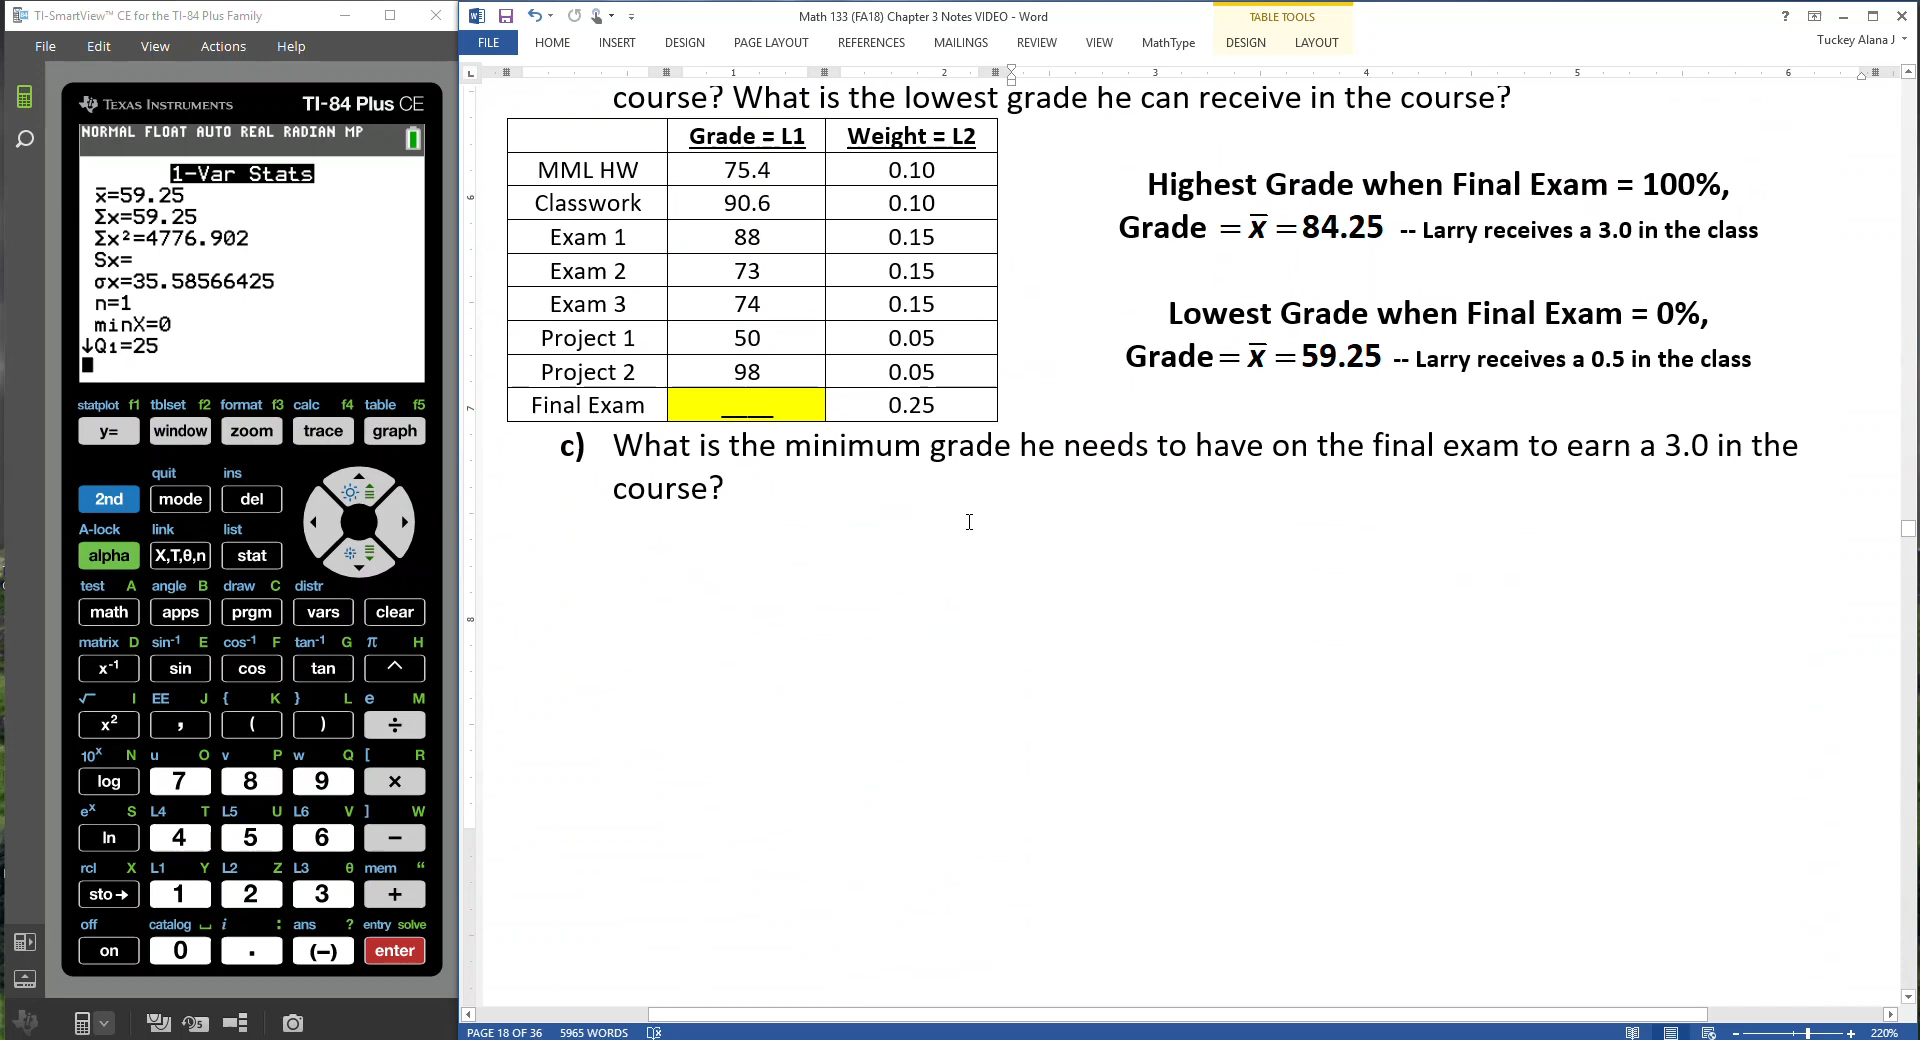 TI-SmartView™ CE for the TI-84 Plus Family
File Edit View Actions Help
TEXAS INSTRUMENTS TI-84 Plus CE
NORMAL FLOAT AUTO REAL RADIAN MP
1-Var Stats
x̄=59.25
Σx=59.25
Σx²=4776.902
Sx=
σx=35.58566425
n=1
minX=0
↓Q₁=25
statplot f1 tblset f2 format f3 calc f4 table f5
y= window zoom trace graph
quit ins
2nd mode del
A-lock link list
alpha X,T,θ,n stat
test A angle B draw C distr
math apps prgm vars clear
matrix D sin⁻¹ E cos⁻¹ F tan⁻¹ G π H
x⁻¹ sin cos tan ^
√ I EE J { K } L e M
x² , ( ) ÷
10ˣ N u O v P w Q [ R
log 7 8 9 ×
eˣ S L4 T L5 U L6 V ] W
ln 4 5 6 −
rcl X L1 Y L2 Z L3 θ mem “
sto→ 1 2 3 +
off catalog ⎵ i : ans ? entry solve
on 0 . (–) enter
Math 133 (FA18) Chapter 3 Notes VIDEO - Word
TABLE TOOLS
FILE HOME INSERT DESIGN PAGE LAYOUT REFERENCES MAILINGS REVIEW VIEW MathType DESIGN LAYOUT
Tuckey Alana J
1 2 3 4 5 6
6
7
8
course? What is the lowest grade he can receive in the course?
Grade = L1 Weight = L2
MML HW 75.4 0.10
Classwork 90.6 0.10
Exam 1 88 0.15
Exam 2 73 0.15
Exam 3 74 0.15
Project 1 50 0.05
Project 2 98 0.05
Final Exam ____ 0.25
Highest Grade when Final Exam = 100%,
Grade = x̄ = 84.25 -- Larry receives a 3.0 in the class
Lowest Grade when Final Exam = 0%,
Grade = x̄ = 59.25 -- Larry receives a 0.5 in the class
c) What is the minimum grade he needs to have on the final exam to earn a 3.0 in the
course?
PAGE 18 OF 36 5965 WORDS
220%